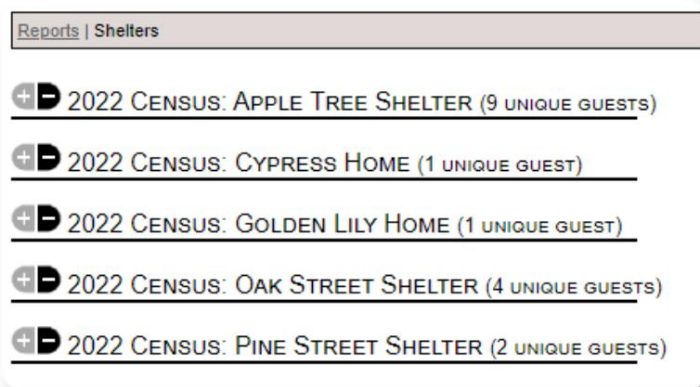 Reports | Shelters
2022 Census: Apple Tree Shelter (9 unique guests)
2022 Census: Cypress Home (1 unique guest)
2022 Census: Golden Lily Home (1 unique guest)
2022 Census: Oak Street Shelter (4 unique guests)
2022 Census: Pine Street Shelter (2 unique guests)